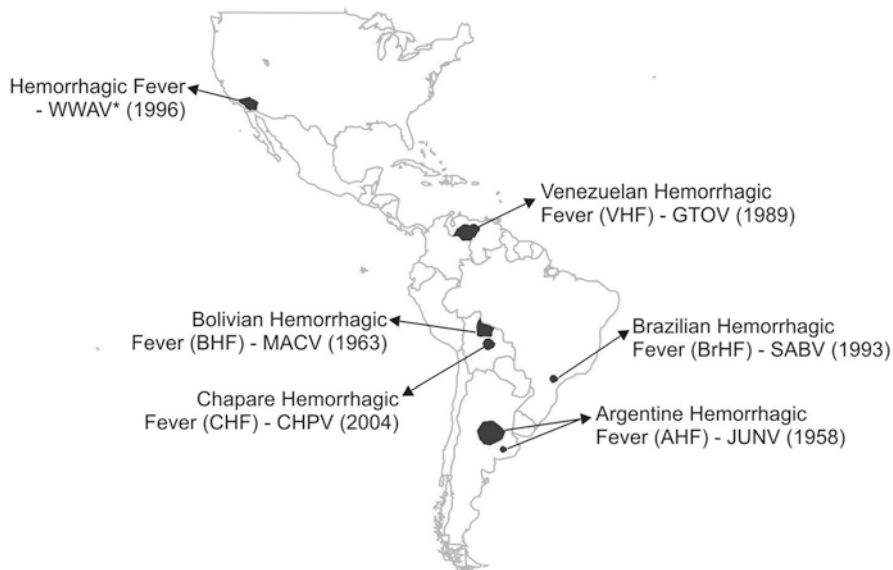 Hemorrhagic Fever
- WWAV* (1996)
Venezuelan Hemorrhagic
Fever (VHF) - GTOV (1989)
Bolivian Hemorrhagic
Fever (BHF) - MACV (1963)
Brazilian Hemorrhagic
Fever (BrHF) - SABV (1993)
Chapare Hemorrhagic
Fever (CHF) - CHPV (2004)
Argentine Hemorrhagic
Fever (AHF) - JUNV (1958)